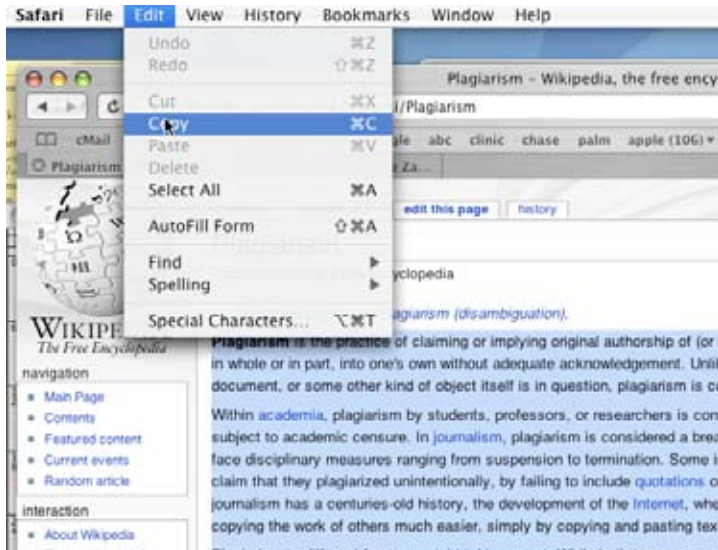 Safari File Edit View History Bookmarks Window Help
Undo ⌘Z
Redo ⇧⌘Z
Cut ⌘X
Copy ⌘C
Paste ⌘V
Delete
Select All ⌘A
AutoFill Form ⇧⌘A
Find
Spelling
Special Characters... ⌥⌘T
Plagiarism – Wikipedia, the free ency
i/Plagiarism
cMail gle abc clinic chase palm apple (106)
Plagiarism e Za...
edit this page history
yclopedia
agiarism (disambiguation).
WIKIPE
The Free Encyclopedia
navigation
Main Page
Contents
Featured content
Current events
Random article
interaction
About Wikipedia
Plagiarism is the practice of claiming or implying original authorship of (or
in whole or in part, into one's own without adequate acknowledgement. Unli
document, or some other kind of object itself is in question, plagiarism is c
Within academia, plagiarism by students, professors, or researchers is con
subject to academic censure. In journalism, plagiarism is considered a brea
face disciplinary measures ranging from suspension to termination. Some i
claim that they plagiarized unintentionally, by failing to include quotations o
journalism has a centuries-old history, the development of the Internet, whe
copying the work of others much easier, simply by copying and pasting tex